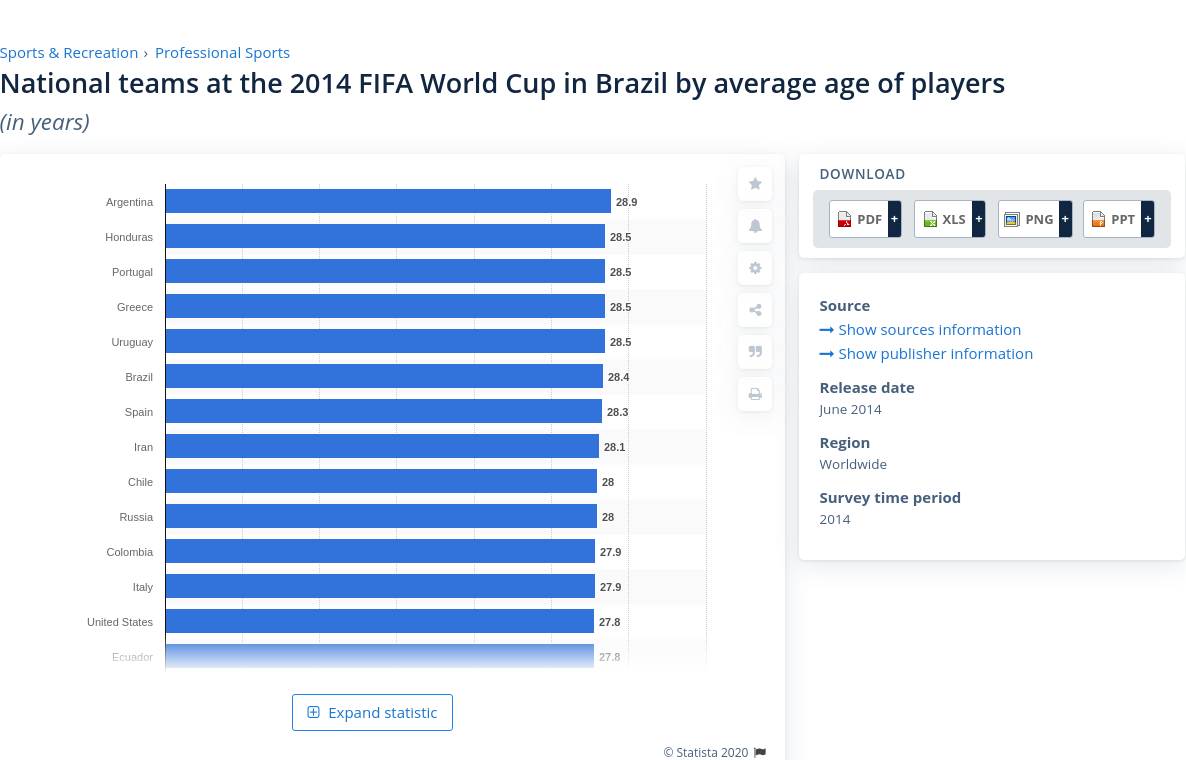 Sports & Recreation › Professional Sports
National teams at the 2014 FIFA World Cup in Brazil by average age of players
(in years)
Argentina 28.9
Honduras 28.5
Portugal 28.5
Greece 28.5
Uruguay 28.5
Brazil 28.4
Spain 28.3
Iran 28.1
Chile 28
Russia 28
Colombia 27.9
Italy 27.9
United States 27.8
Ecuador 27.8
Expand statistic
© Statista 2020
DOWNLOAD
PDF + XLS + PNG + PPT +
Source
Show sources information
Show publisher information
Release date
June 2014
Region
Worldwide
Survey time period
2014